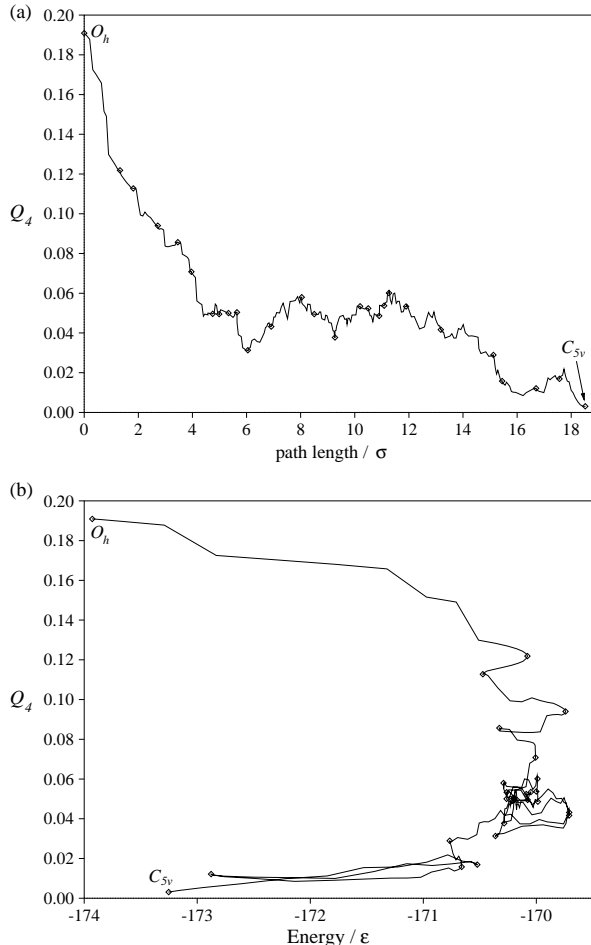 (a)
0.20
O_h
0.18
0.16
0.14
0.12
Q_4
0.10
0.08
0.06
0.04
C_5v
0.02
0.00
0 2 4 6 8 10 12 14 16 18
path length / σ
(b)
0.20
O_h
0.18
0.16
0.14
0.12
Q_4
0.10
0.08
0.06
0.04
0.02
C_5v
0.00
-174 -173 -172 -171 -170
Energy / ε